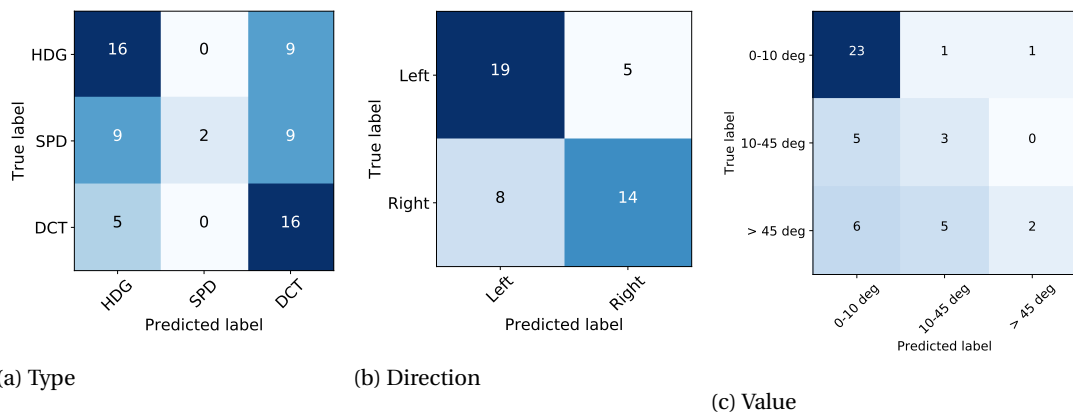 HDG
16
0
9
SPD
9
2
9
DCT
5
0
16
True label
HDG
SPD
DCT
Predicted label
(a) Type
Left
19
5
Right
8
14
True label
Left
Right
Predicted label
(b) Direction
0-10 deg
23
1
1
10-45 deg
5
3
0
> 45 deg
6
5
2
True label
0-10 deg
10-45 deg
> 45 deg
Predicted label
(c) Value